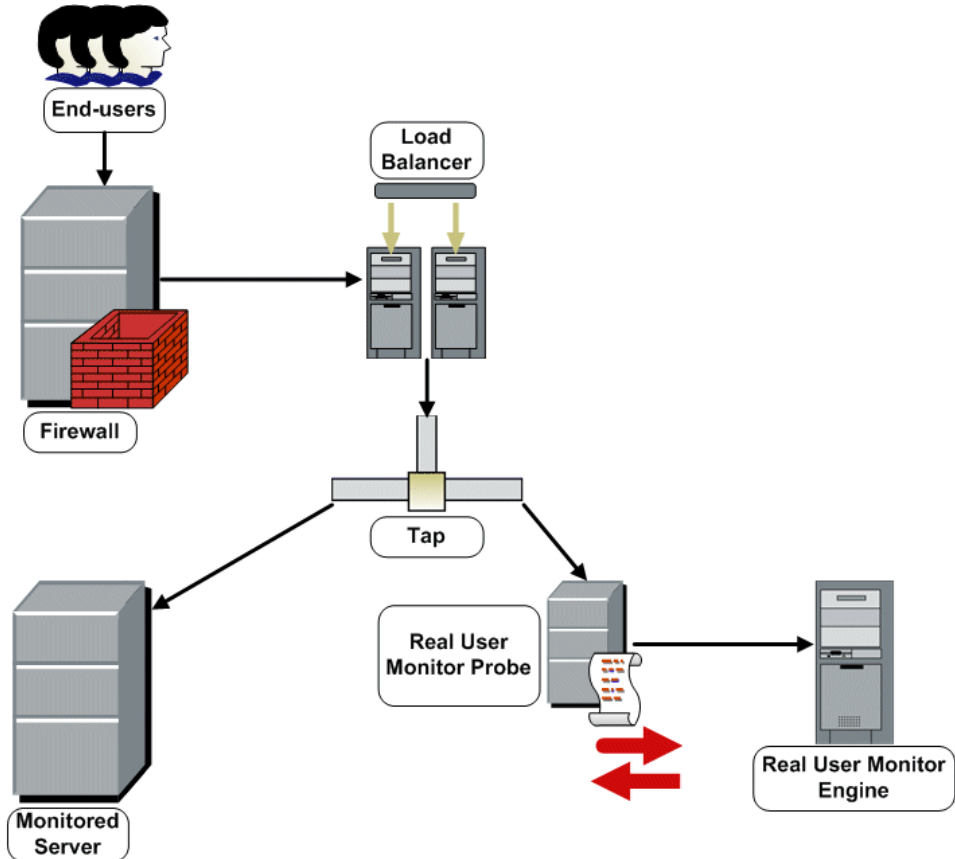 End-users
Load
Balancer
Firewall
Tap
Real User
Monitor Probe
Real User Monitor
Engine
Monitored
Server